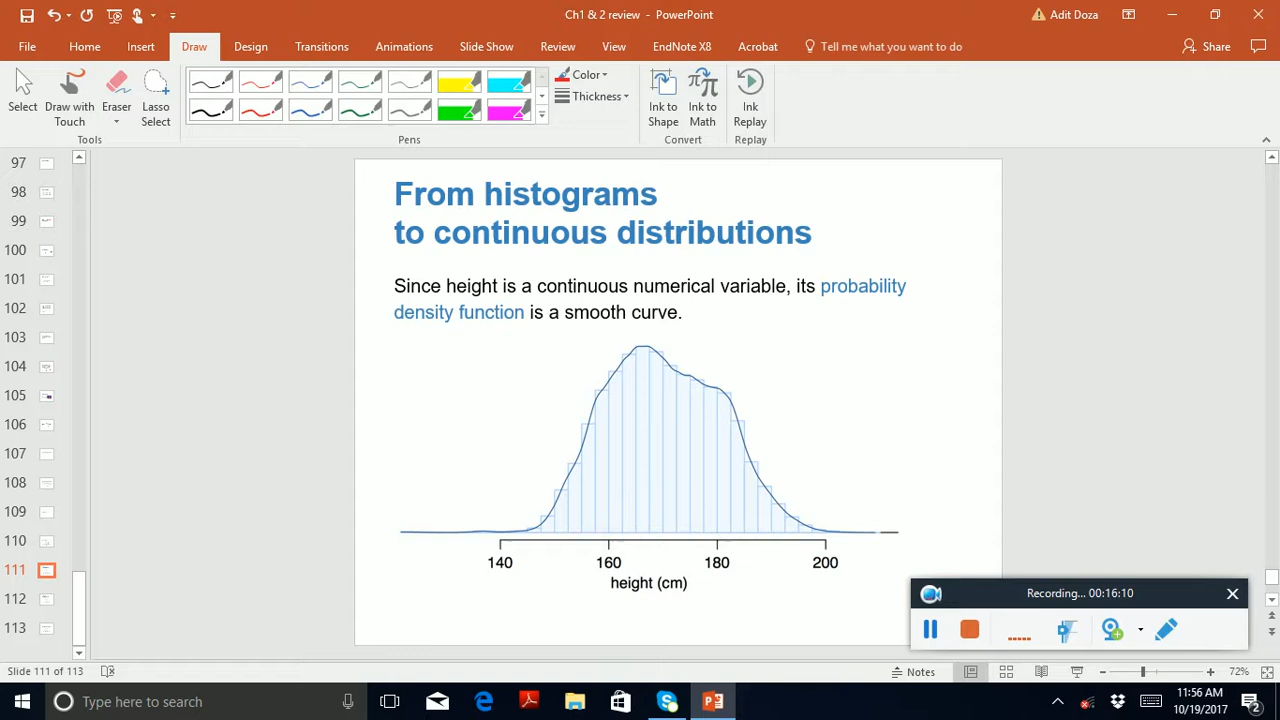 Ch1 & 2 review - PowerPoint
Adit Doza
File Home Insert Draw Design Transitions Animations Slide Show Review View EndNote X8 Acrobat Tell me what you want to do Share
Select
Draw with Touch
Eraser
Lasso Select
Color
Thickness
Ink to Shape
Ink to Math
Ink Replay
Tools Pens Convert Replay
97
98
99
100
101
102
103
104
105
106
107
108
109
110
111
112
113
From histograms
to continuous distributions
Since height is a continuous numerical variable, its probability
density function is a smooth curve.
140 160 180 200
height (cm)
Recording... 00:16:10
Slide 111 of 113
Notes
72%
Type here to search
11:56 AM
10/19/2017
2